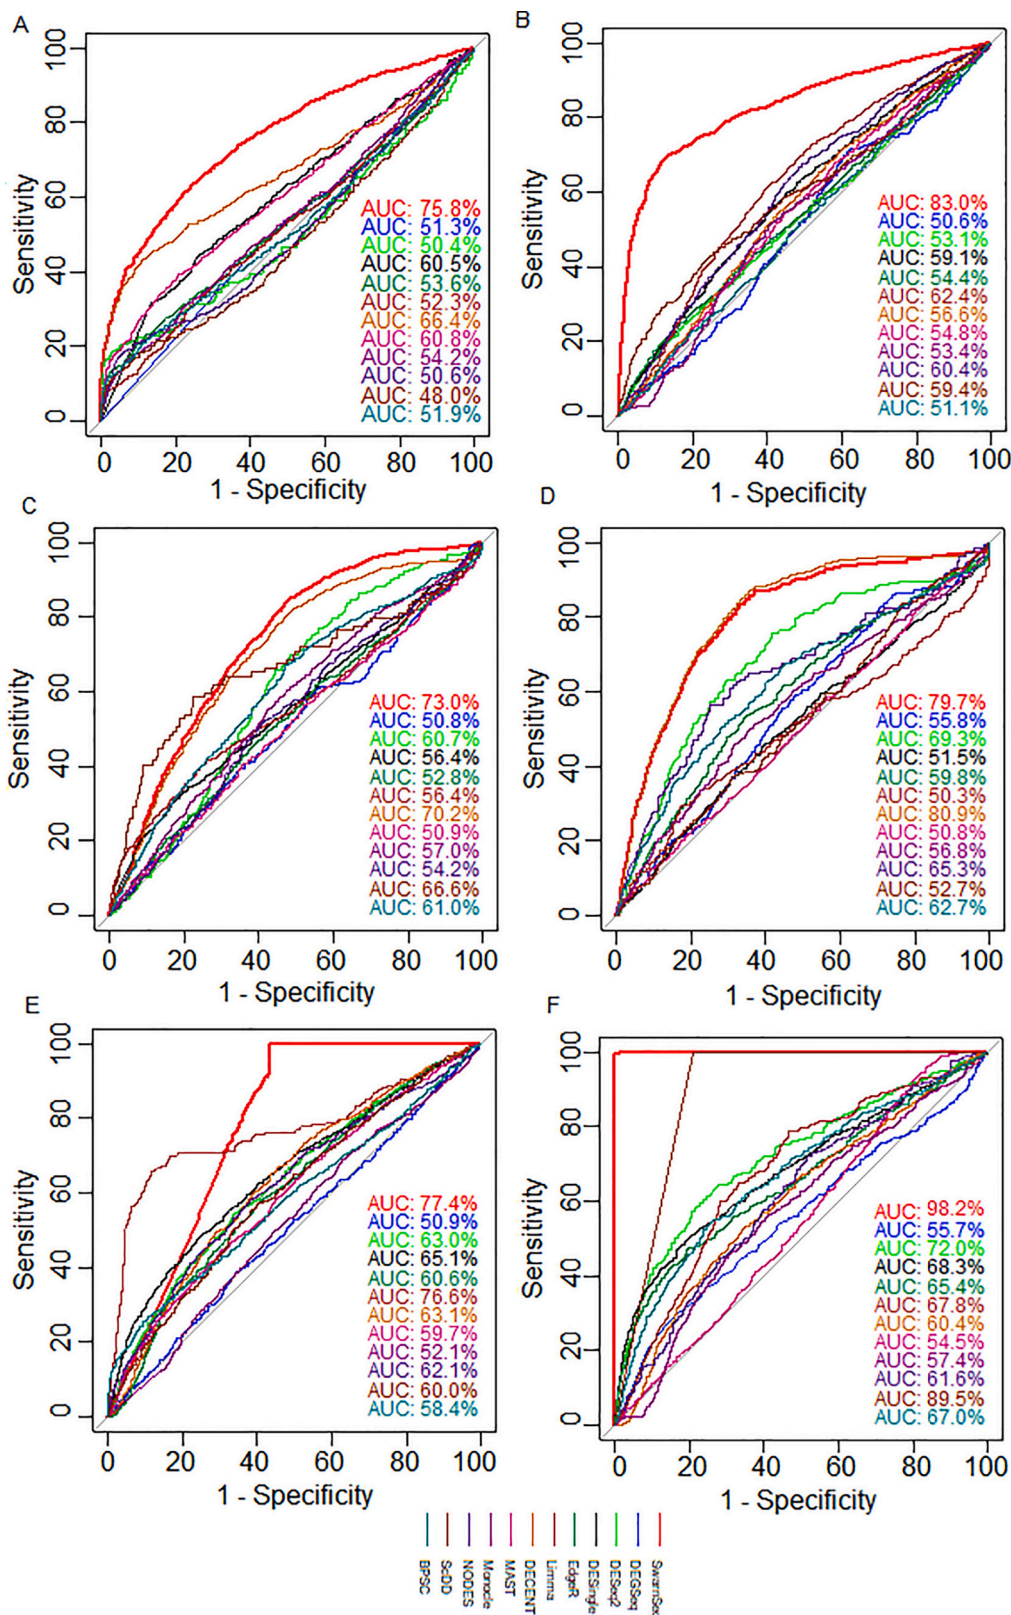 A
Sensitivity
0 20 40 60 80 100
AUC: 75.8%
AUC: 51.3%
AUC: 50.4%
AUC: 60.5%
AUC: 53.6%
AUC: 52.3%
AUC: 66.4%
AUC: 60.8%
AUC: 54.2%
AUC: 50.6%
AUC: 48.0%
AUC: 51.9%
0 20 40 60 80 100
1 - Specificity
B
Sensitivity
0 20 40 60 80 100
AUC: 83.0%
AUC: 50.6%
AUC: 53.1%
AUC: 59.1%
AUC: 54.4%
AUC: 62.4%
AUC: 56.6%
AUC: 54.8%
AUC: 53.4%
AUC: 60.4%
AUC: 59.4%
AUC: 51.1%
0 20 40 60 80 100
1 - Specificity
C
Sensitivity
0 20 40 60 80 100
AUC: 73.0%
AUC: 50.8%
AUC: 60.7%
AUC: 56.4%
AUC: 52.8%
AUC: 56.4%
AUC: 70.2%
AUC: 50.9%
AUC: 57.0%
AUC: 54.2%
AUC: 66.6%
AUC: 61.0%
0 20 40 60 80 100
1 - Specificity
D
Sensitivity
0 20 40 60 80 100
AUC: 79.7%
AUC: 55.8%
AUC: 69.3%
AUC: 51.5%
AUC: 59.8%
AUC: 50.3%
AUC: 80.9%
AUC: 50.8%
AUC: 56.8%
AUC: 65.3%
AUC: 52.7%
AUC: 62.7%
0 20 40 60 80 100
1 - Specificity
E
Sensitivity
0 20 40 60 80 100
AUC: 77.4%
AUC: 50.9%
AUC: 63.0%
AUC: 65.1%
AUC: 60.6%
AUC: 76.6%
AUC: 63.1%
AUC: 59.7%
AUC: 52.1%
AUC: 62.1%
AUC: 60.0%
AUC: 58.4%
0 20 40 60 80 100
1 - Specificity
F
Sensitivity
0 20 40 60 80 100
AUC: 98.2%
AUC: 55.7%
AUC: 72.0%
AUC: 68.3%
AUC: 65.4%
AUC: 67.8%
AUC: 60.4%
AUC: 54.5%
AUC: 57.4%
AUC: 61.6%
AUC: 89.5%
AUC: 67.0%
0 20 40 60 80 100
1 - Specificity
BPSC
ScDD
NODES
Monocle
MAST
DECENT
Limma
EdgeR
DESingle
DESeq2
DEGSeq
SwarnSeq